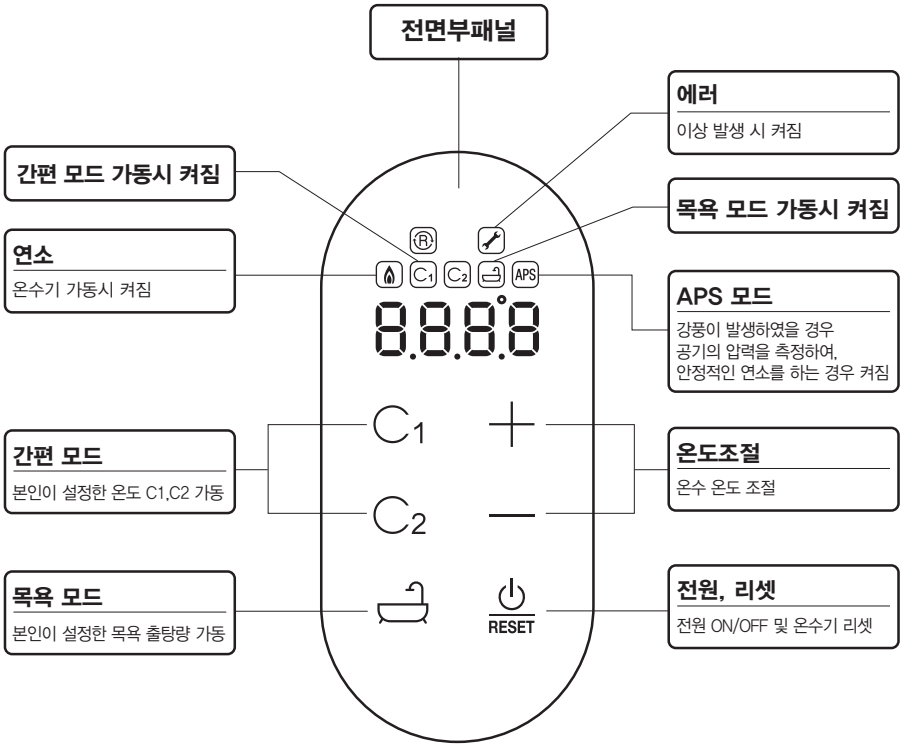 전면부패널
에러
이상 발생 시 켜짐
간편 모드 가동시 켜짐
목욕 모드 가동시 켜짐
연소
온수기 가동시 켜짐
R
C1 C2 APS
8.8.8°8
APS 모드
강풍이 발생하였을 경우
공기의 압력을 측정하여,
안정적인 연소를 하는 경우 켜짐
간편 모드
본인이 설정한 온도 C1,C2 가동
C1
C2
온도조절
온수 온도 조절
목욕 모드
본인이 설정한 목욕 출탕량 가동
RESET
전원, 리셋
전원 ON/OFF 및 온수기 리셋